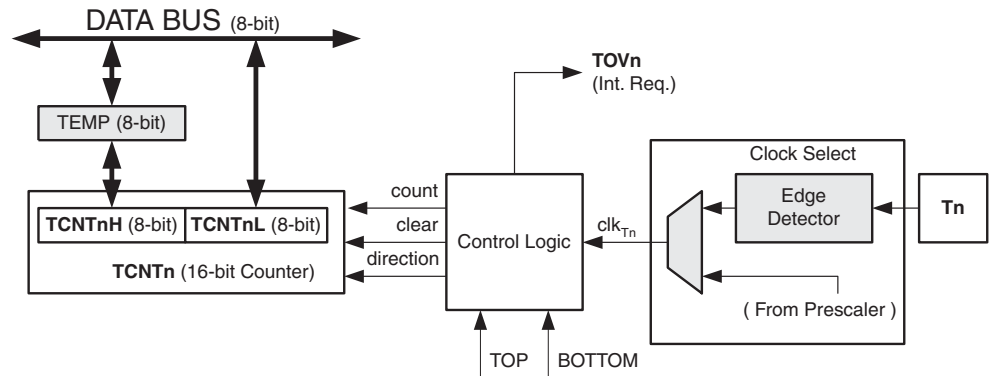 DATA BUS (8-bit)
TOVn
(Int. Req.)
TEMP (8-bit)
Clock Select
count
Edge
Detector
Tn
TCNTnH (8-bit) TCNTnL (8-bit)
clear
Control Logic
clkTn
TCNTn (16-bit Counter)
direction
( From Prescaler )
TOP
BOTTOM